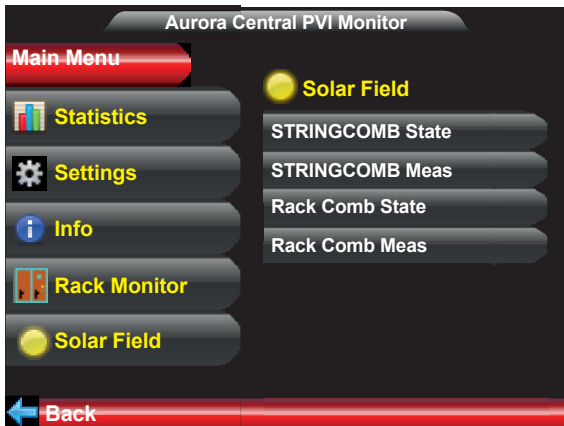 Aurora Central PVI Monitor
Main Menu
Statistics
Settings
Info
Rack Monitor
Solar Field
Solar Field
STRINGCOMB State
STRINGCOMB Meas
Rack Comb State
Rack Comb Meas
Back